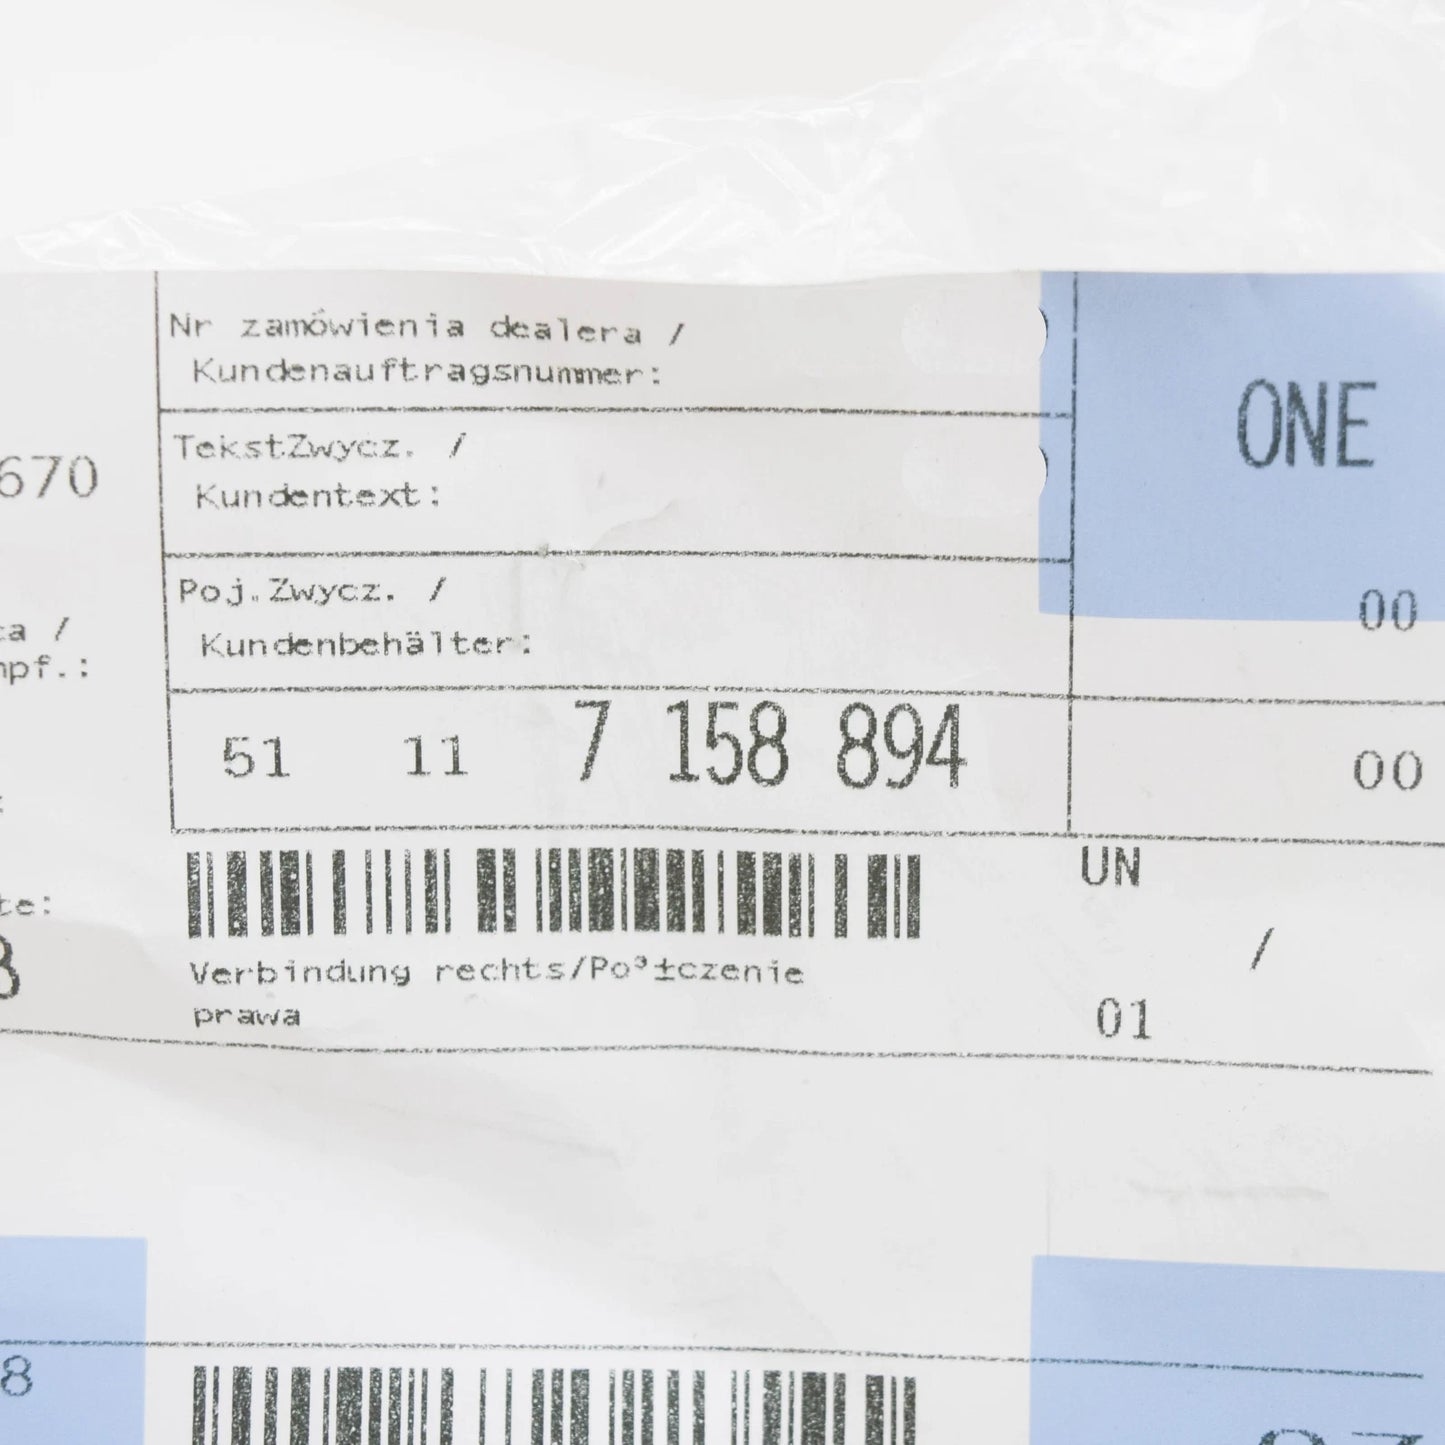 Nr zamówienia dealera /
Kundenauftragsnummer:
ONE
TekstZwycz. /
Kundentext:
670
Poj.Zwycz. /
00
Kundenbehälter:
51 11 7 158 894
00
UN
Verbindung rechts/Po³±czenie
prawa
/
01
8